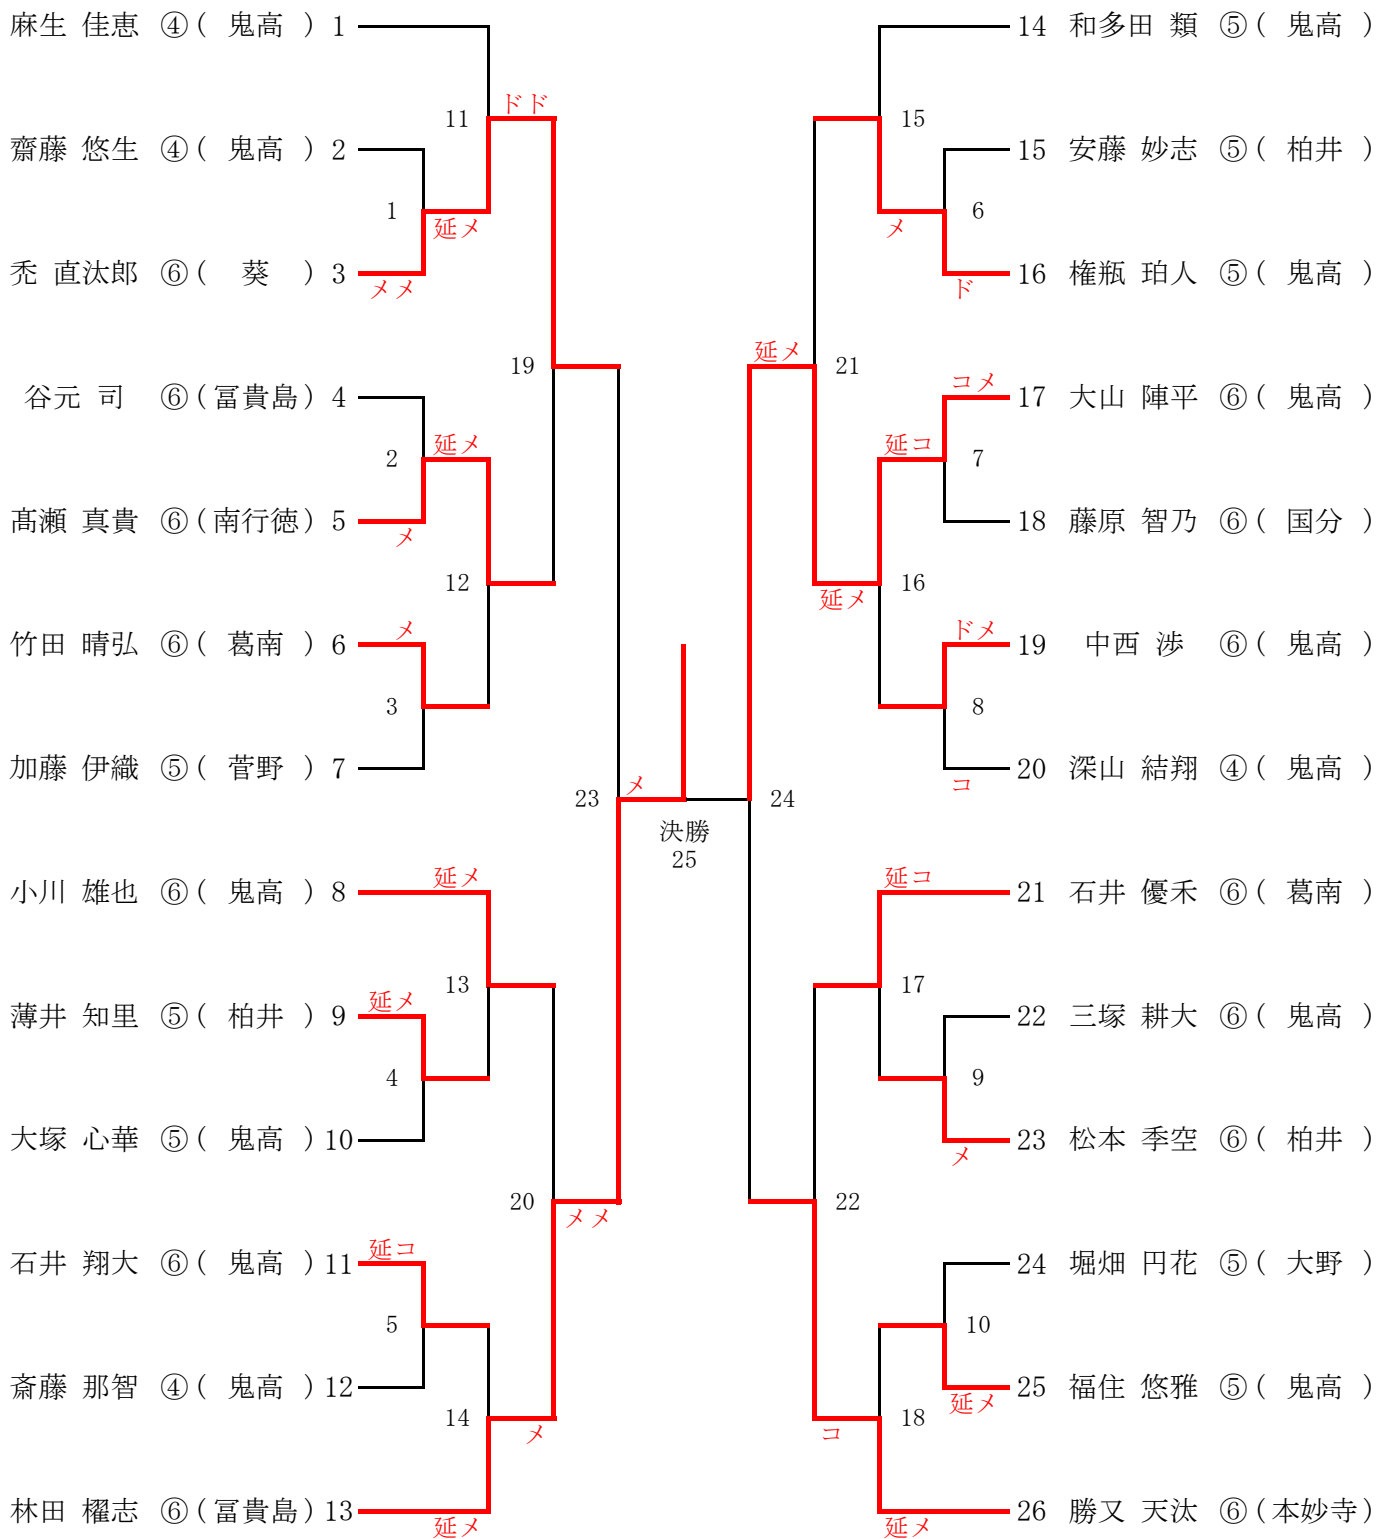 麻生 佳恵 ④( 鬼高 ) 1
ドド
11
齋藤 悠生 ④( 鬼高 ) 2
1
延メ
禿 直汰郎 ⑥( 葵 ) 3
メメ
19
谷元 司 ⑥(冨貴島) 4
延メ
2
髙瀬 真貴 ⑥(南行徳) 5
メ
12
メ
竹田 晴弘 ⑥( 葛南 ) 6
3
加藤 伊織 ⑤( 菅野 ) 7
23
メ
延メ
小川 雄也 ⑥( 鬼高 ) 8
13
延メ
薄井 知里 ⑤( 柏井 ) 9
4
大塚 心華 ⑤( 鬼高 ) 10
20
メメ
延コ
石井 翔大 ⑥( 鬼高 ) 11
5
斎藤 那智 ④( 鬼高 ) 12
14
メ
林田 櫂志 ⑥(冨貴島) 13
延メ
決勝
25
14 和多田 類 ⑤( 鬼高 )
15
15 安藤 妙志 ⑤( 柏井 )
6
メ
16 権瓶 珀人 ⑤( 鬼高 )
ド
延メ
21
コメ
17 大山 陣平 ⑥( 鬼高 )
延コ
7
18 藤原 智乃 ⑥( 国分 )
16
延メ
ドメ
19 中西 渉 ⑥( 鬼高 )
8
20 深山 結翔 ④( 鬼高 )
コ
24
延コ
21 石井 優禾 ⑥( 葛南 )
17
22 三塚 耕大 ⑥( 鬼高 )
9
23 松本 季空 ⑥( 柏井 )
メ
22
24 堀畑 円花 ⑤( 大野 )
10
25 福住 悠雅 ⑤( 鬼高 )
延メ
18
コ
26 勝又 天汰 ⑥(本妙寺)
延メ